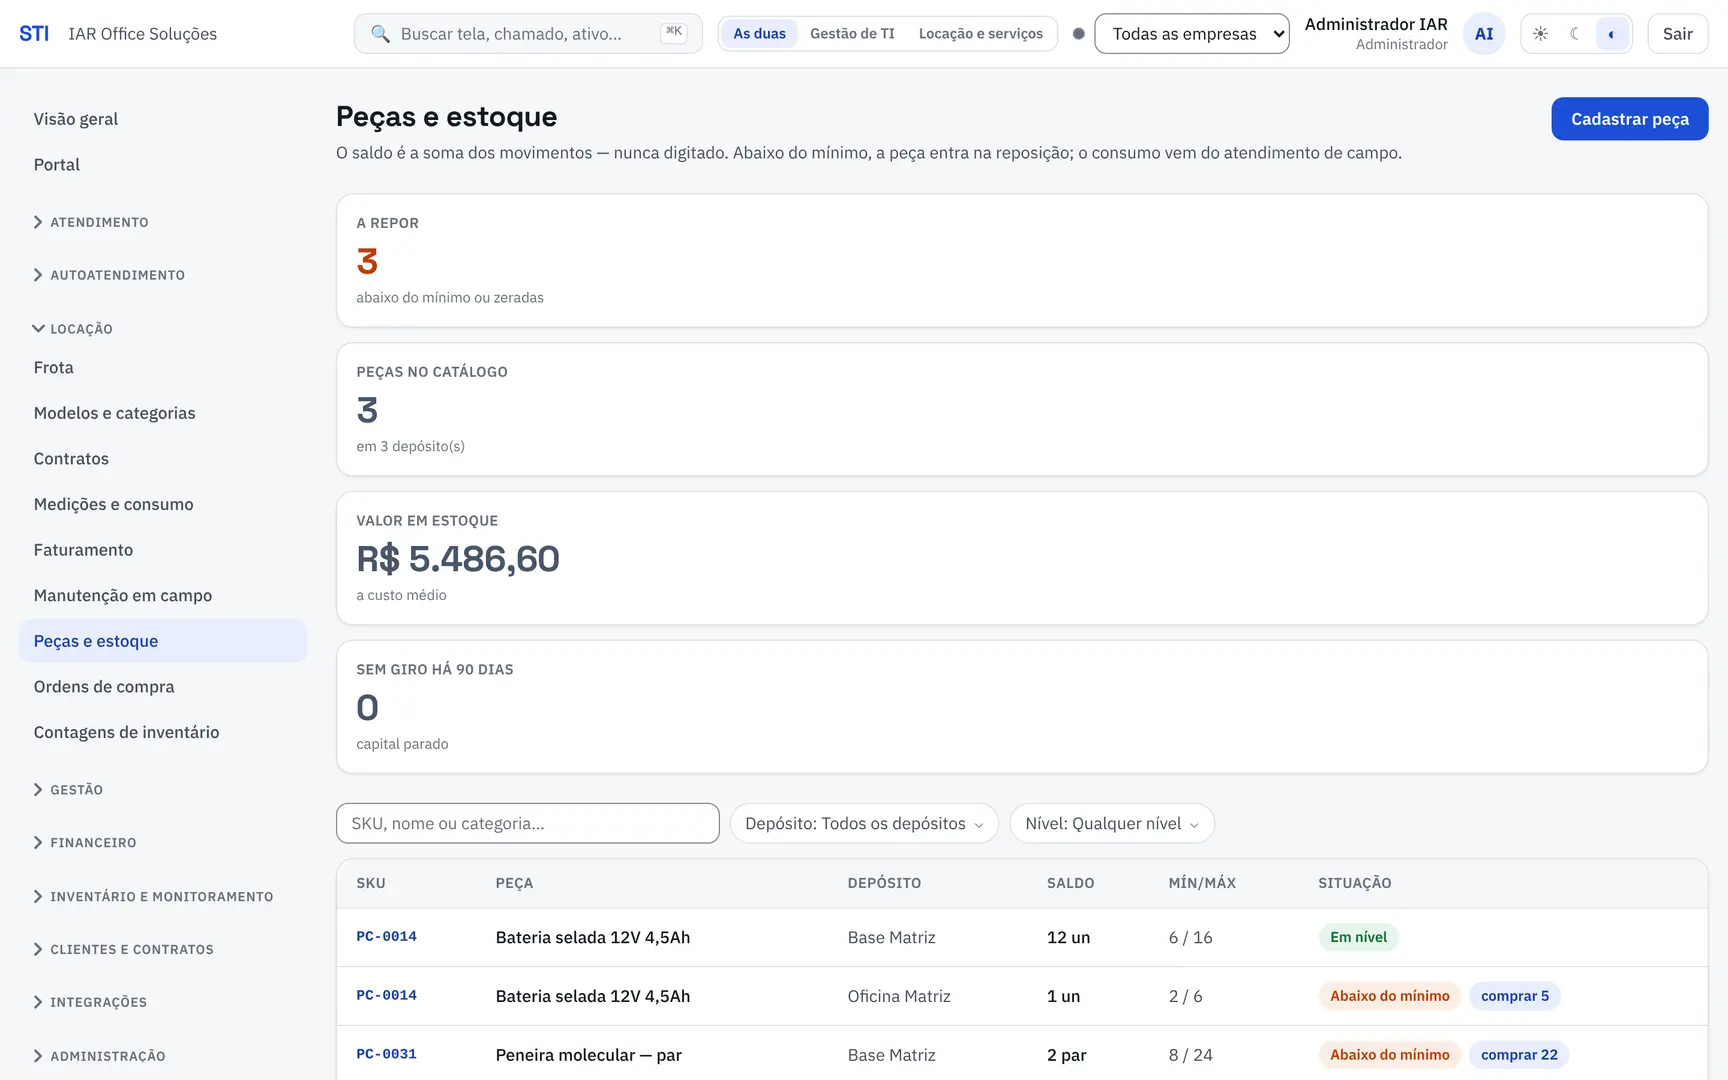 STI IAR Office Soluções
Buscar tela, chamado, ativo... ⌘K
As duas Gestão de TI Locação e serviços
Todas as empresas
Administrador IAR
Administrador
AI
Sair
Visão geral
Portal
ATENDIMENTO
AUTOATENDIMENTO
LOCAÇÃO
Frota
Modelos e categorias
Contratos
Medições e consumo
Faturamento
Manutenção em campo
Peças e estoque
Ordens de compra
Contagens de inventário
GESTÃO
FINANCEIRO
INVENTÁRIO E MONITORAMENTO
CLIENTES E CONTRATOS
INTEGRAÇÕES
ADMINISTRAÇÃO
Peças e estoque
Cadastrar peça
O saldo é a soma dos movimentos — nunca digitado. Abaixo do mínimo, a peça entra na reposição; o consumo vem do atendimento de campo.
A REPOR
3
abaixo do mínimo ou zeradas
PEÇAS NO CATÁLOGO
3
em 3 depósito(s)
VALOR EM ESTOQUE
R$ 5.486,60
a custo médio
SEM GIRO HÁ 90 DIAS
0
capital parado
SKU, nome ou categoria... Depósito: Todos os depósitos Nível: Qualquer nível
SKU PEÇA DEPÓSITO SALDO MÍN/MÁX SITUAÇÃO
PC-0014 Bateria selada 12V 4,5Ah Base Matriz 12 un 6 / 16 Em nível
PC-0014 Bateria selada 12V 4,5Ah Oficina Matriz 1 un 2 / 6 Abaixo do mínimo comprar 5
PC-0031 Peneira molecular — par Base Matriz 2 par 8 / 24 Abaixo do mínimo comprar 22